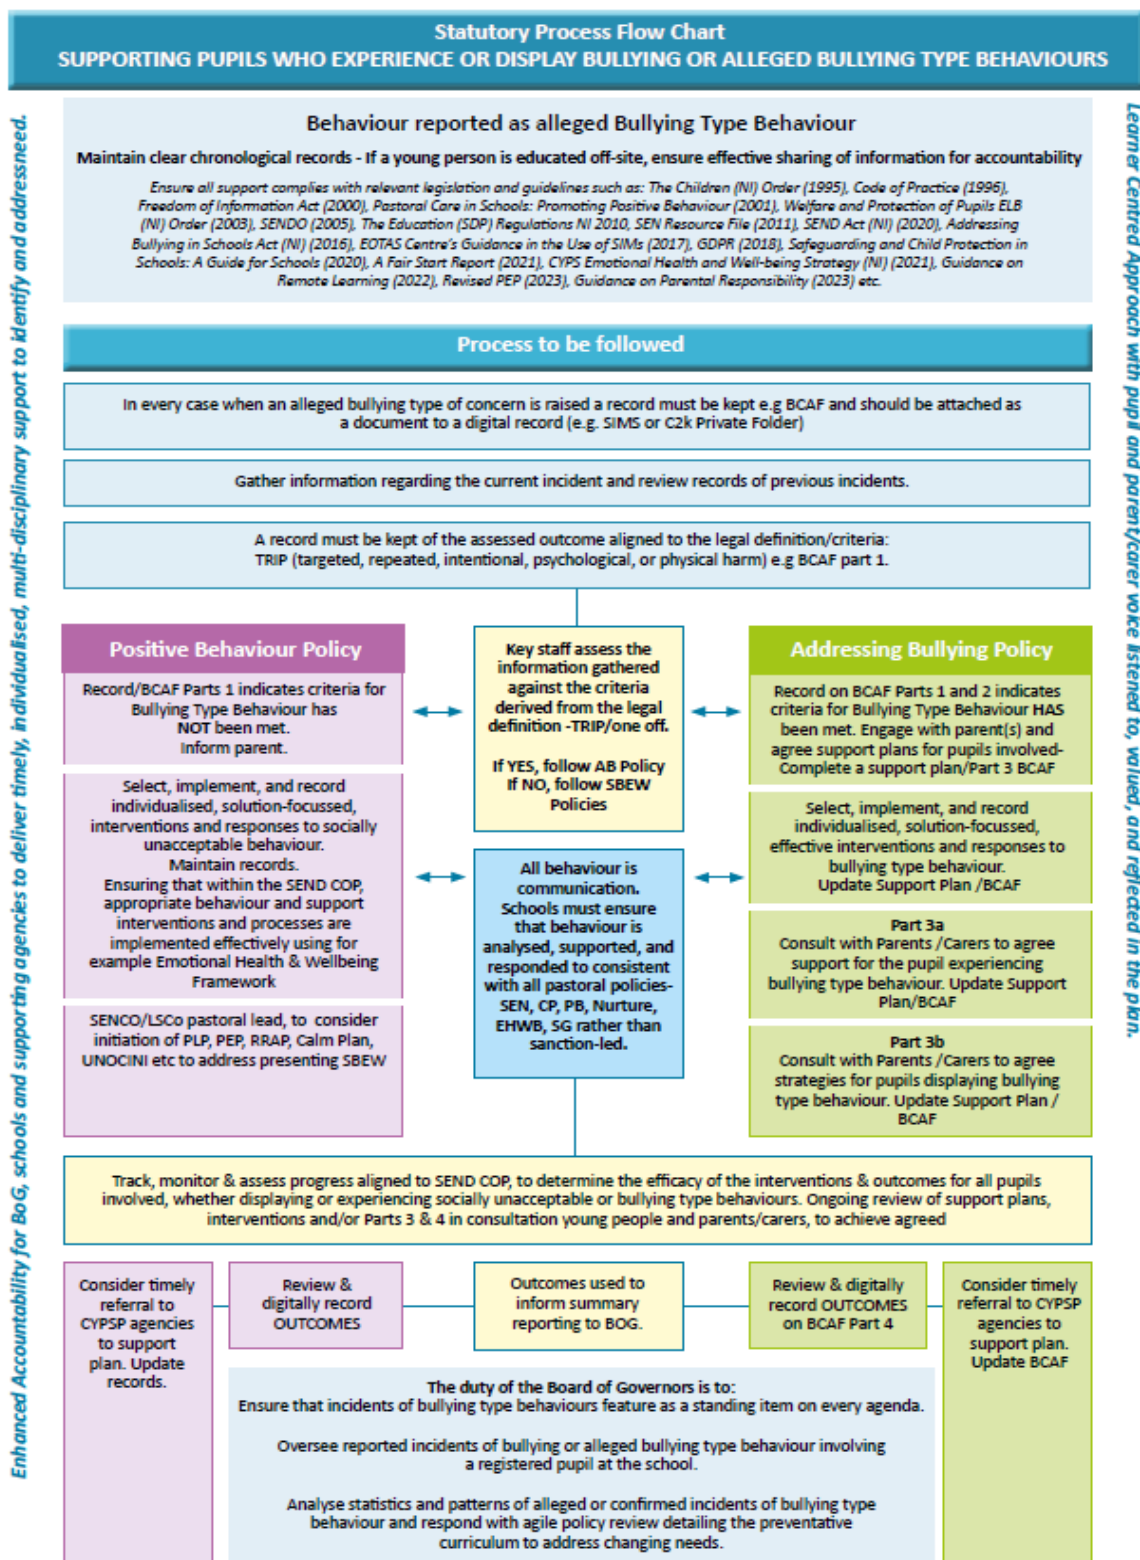 Statutory Process Flow Chart
SUPPORTING PUPILS WHO EXPERIENCE OR DISPLAY BULLYING OR ALLEGED BULLYING TYPE BEHAVIOURS
Enhanced Accountability for BoG, schools and supporting agencies to deliver timely, individualised, multi-disciplinary support to identify and addressneed.
Learner Centred Approach with pupil and parent/carer voice listened to, valued, and reflected in the plan.
Behaviour reported as alleged Bullying Type Behaviour
Maintain clear chronological records - If a young person is educated off-site, ensure effective sharing of information for accountability
Ensure all support complies with relevant legislation and guidelines such as: The Children (NI) Order (1995), Code of Practice (1996),
Freedom of Information Act (2000), Pastoral Care in Schools: Promoting Positive Behaviour (2001), Welfare and Protection of Pupils ELB
(NI) Order (2003), SENDO (2005), The Education (SDP) Regulations NI 2010, SEN Resource File (2011), SEND Act (NI) (2020), Addressing
Bullying in Schools Act (NI) (2016), EOTAS Centre's Guidance in the Use of SIMs (2017), GDPR (2018), Safeguarding and Child Protection in
Schools: A Guide for Schools (2020), A Fair Start Report (2021), CYPS Emotional Health and Well-being Strategy (NI) (2021), Guidance on
Remote Learning (2022), Revised PEP (2023), Guidance on Parental Responsibility (2023) etc.
Process to be followed
In every case when an alleged bullying type of concern is raised a record must be kept e.g BCAF and should be attached as
a document to a digital record (e.g. SIMS or C2k Private Folder)
Gather information regarding the current incident and review records of previous incidents.
A record must be kept of the assessed outcome aligned to the legal definition/criteria:
TRIP (targeted, repeated, intentional, psychological, or physical harm) e.g BCAF part 1.
Positive Behaviour Policy
Record/BCAF Parts 1 indicates criteria for
Bullying Type Behaviour has
NOT been met.
Inform parent.
Select, implement, and record
individualised, solution-focussed,
interventions and responses to socially
unacceptable behaviour.
Maintain records.
Ensuring that within the SEND COP,
appropriate behaviour and support
interventions and processes are
implemented effectively using for
example Emotional Health & Wellbeing
Framework
SENCO/LSCo pastoral lead, to consider
initiation of PLP, PEP, RRAP, Calm Plan,
UNOCINI etc to address presenting SBEW
Key staff assess the
information gathered
against the criteria
derived from the legal
definition -TRIP/one off.
If YES, follow AB Policy
If NO, follow SBEW
Policies
All behaviour is
communication.
Schools must ensure
that behaviour is
analysed, supported, and
responded to consistent
with all pastoral policies-
SEN, CP, PB, Nurture,
EHWB, SG rather than
sanction-led.
Addressing Bullying Policy
Record on BCAF Parts 1 and 2 indicates
criteria for Bullying Type Behaviour HAS
been met. Engage with parent(s) and
agree support plans for pupils involved-
Complete a support plan/Part 3 BCAF
Select, implement, and record
individualised, solution-focussed,
effective interventions and responses to
bullying type behaviour.
Update Support Plan /BCAF
Part 3a
Consult with Parents /Carers to agree
support for the pupil experiencing
bullying type behaviour. Update Support
Plan/BCAF
Part 3b
Consult with Parents /Carers to agree
strategies for pupils displaying bullying
type behaviour. Update Support Plan /
BCAF
Track, monitor & assess progress aligned to SEND COP, to determine the efficacy of the interventions & outcomes for all pupils
involved, whether displaying or experiencing socially unacceptable or bullying type behaviours. Ongoing review of support plans,
interventions and/or Parts 3 & 4 in consultation young people and parents/carers, to achieve agreed
Consider timely
referral to
CYPSP agencies
to support
plan. Update
records.
Review &
digitally record
OUTCOMES
Outcomes used to
inform summary
reporting to BOG.
Review & digitally
record OUTCOMES
on BCAF Part 4
Consider timely
referral to CYPSP
agencies to
support plan.
Update BCAF
The duty of the Board of Governors is to:
Ensure that incidents of bullying type behaviours feature as a standing item on every agenda.
Oversee reported incidents of bullying or alleged bullying type behaviour involving
a registered pupil at the school.
Analyse statistics and patterns of alleged or confirmed incidents of bullying type
behaviour and respond with agile policy review detailing the preventative
curriculum to address changing needs.